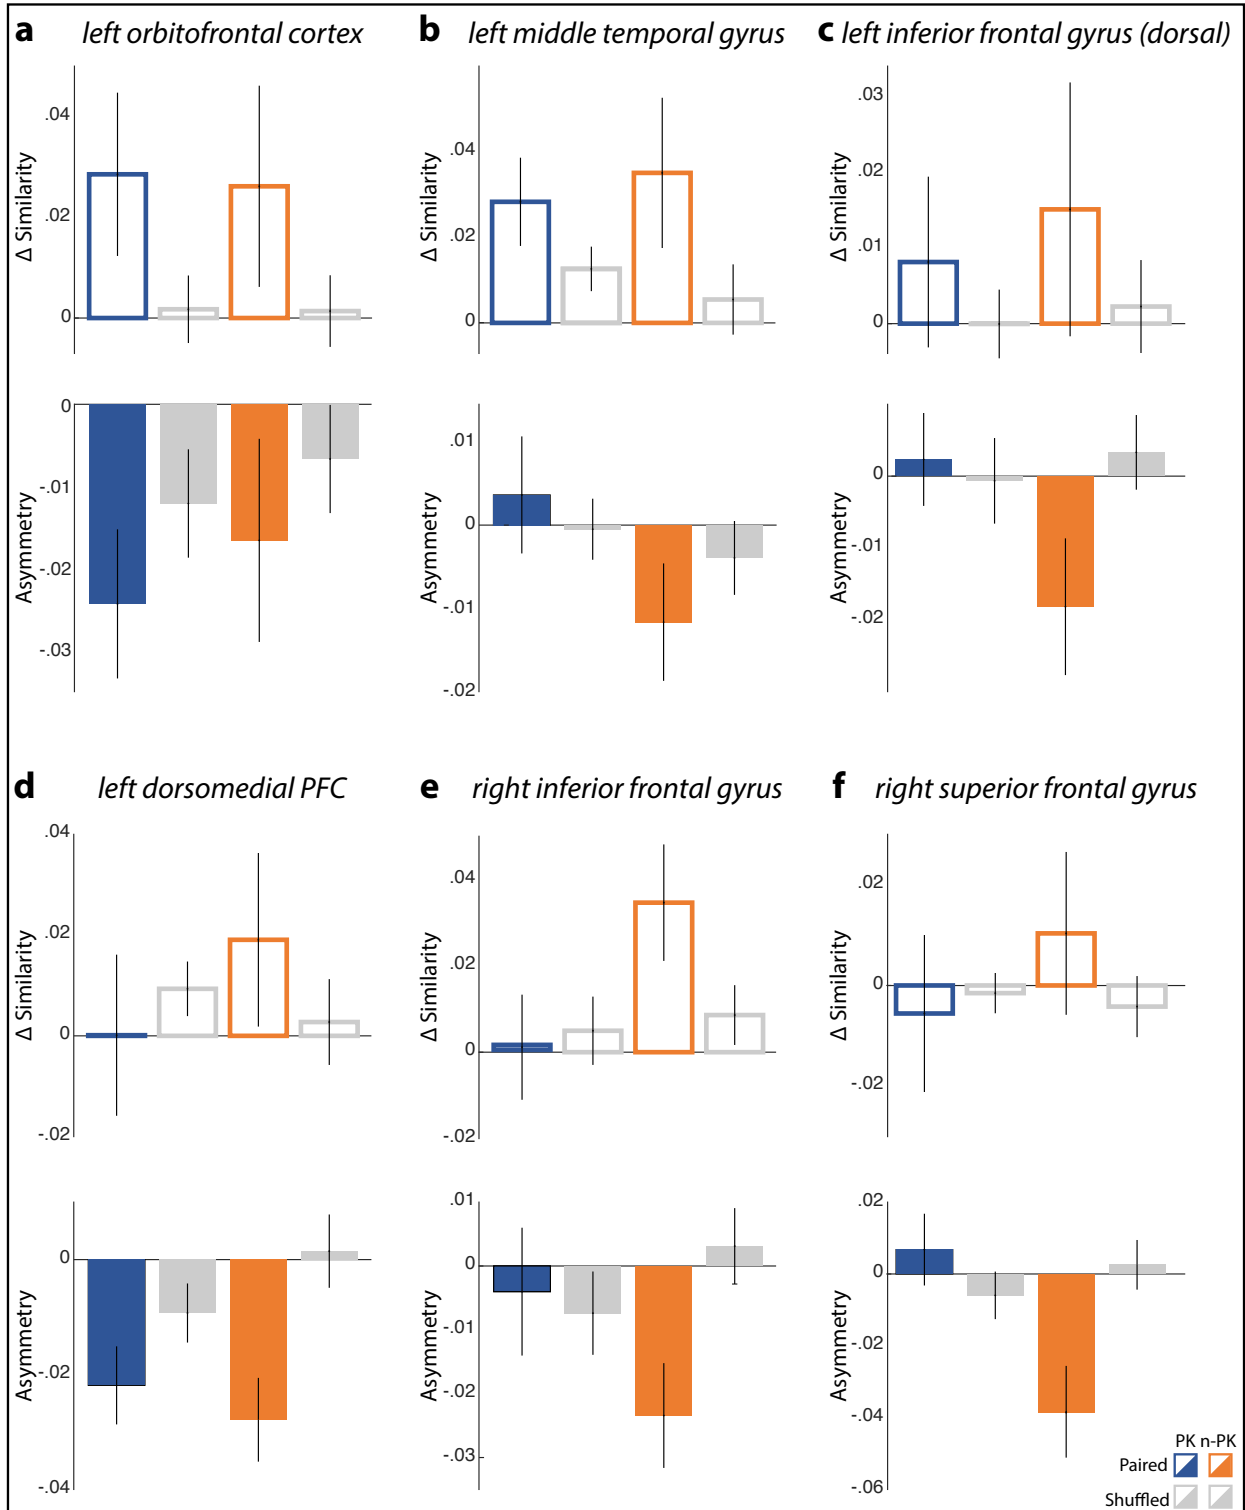 a left orbitofrontal cortex
b left middle temporal gyrus
c left inferior frontal gyrus (dorsal)
Δ Similarity
.04
.02
0
Δ Similarity
.04
.02
0
Δ Similarity
.03
.02
.01
0
Asymmetry
0
-.01
-.02
-.03
Asymmetry
.01
0
-.01
-.02
Asymmetry
0
-.01
-.02
d left dorsomedial PFC
e right inferior frontal gyrus
f right superior frontal gyrus
Δ Similarity
.04
.02
0
-.02
Δ Similarity
.04
.02
0
-.02
Δ Similarity
.02
0
-.02
Asymmetry
0
-.02
-.04
Asymmetry
.01
0
-.01
-.02
-.03
Asymmetry
.02
0
-.02
-.04
-.06
PK n-PK
Paired
Shuffled